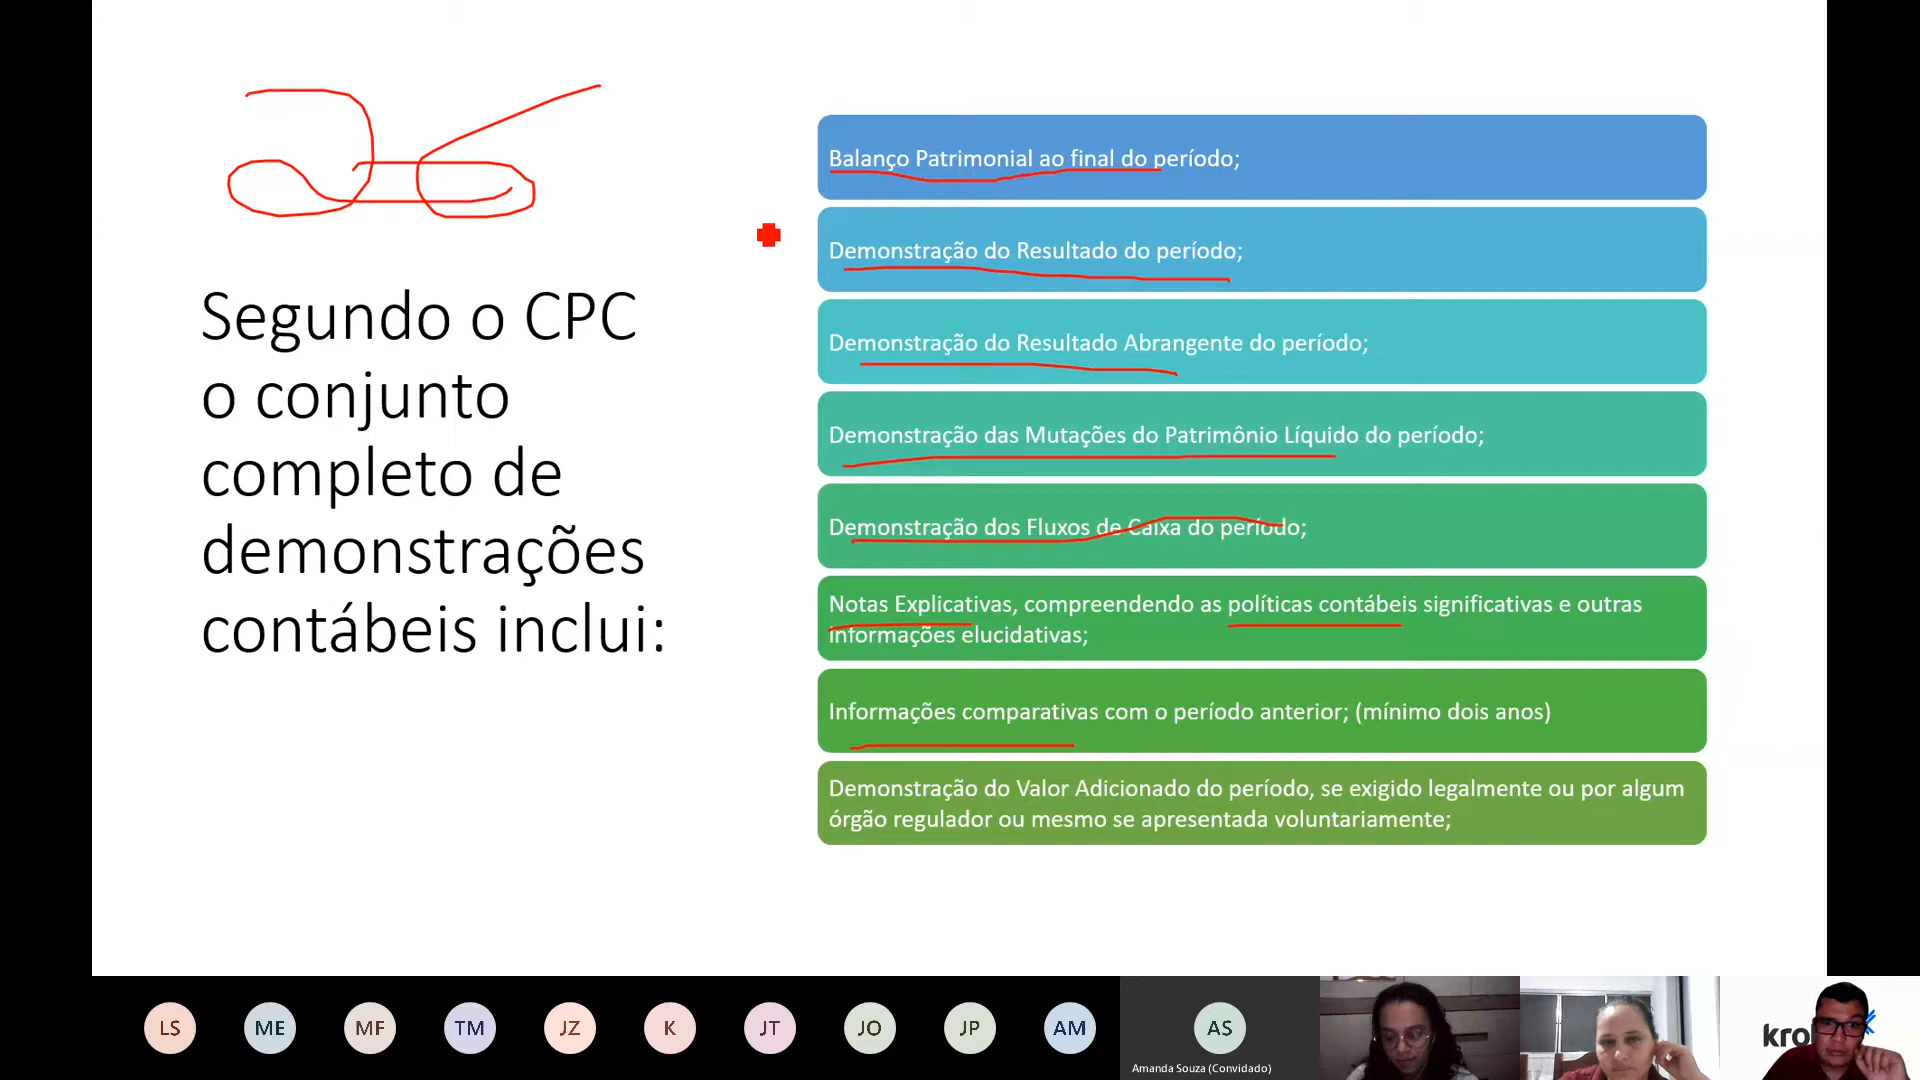 26
Segundo o CPC
o conjunto
completo de
demonstrações
contábeis inclui:
Balanço Patrimonial ao final do período;
Demonstração do Resultado do período;
Demonstração do Resultado Abrangente do período;
Demonstração das Mutações do Patrimônio Líquido do período;
Demonstração dos Fluxos de Caixa do período;
Notas Explicativas, compreendendo as políticas contábeis significativas e outras
informações elucidativas;
Informações comparativas com o período anterior; (mínimo dois anos)
Demonstração do Valor Adicionado do período, se exigido legalmente ou por algum
órgão regulador ou mesmo se apresentada voluntariamente;
LS ME MF TM JZ K JT JO JP AM AS
Amanda Souza (Convidado)
kro